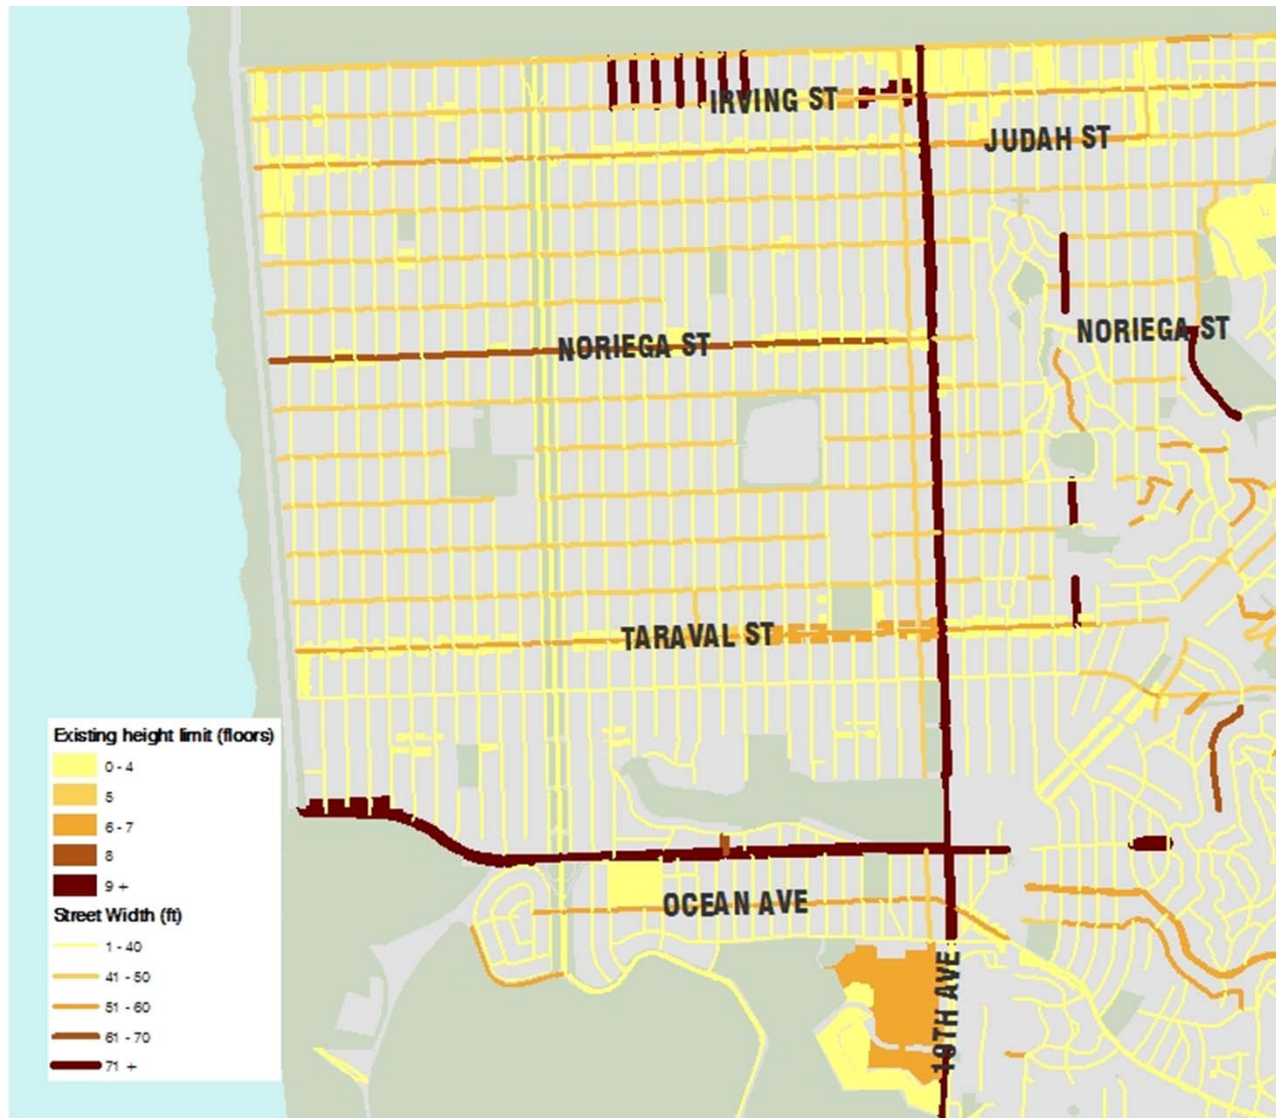 IRVING ST
JUDAH ST
NORIEGA ST
NORIEGA ST
TARAVAL ST
OCEAN AVE
19TH AVE
Existing height limit (floors)
0 - 4
5
6 - 7
8
9 +
Street Width (ft)
1 - 40
41 - 50
51 - 60
61 - 70
71 +